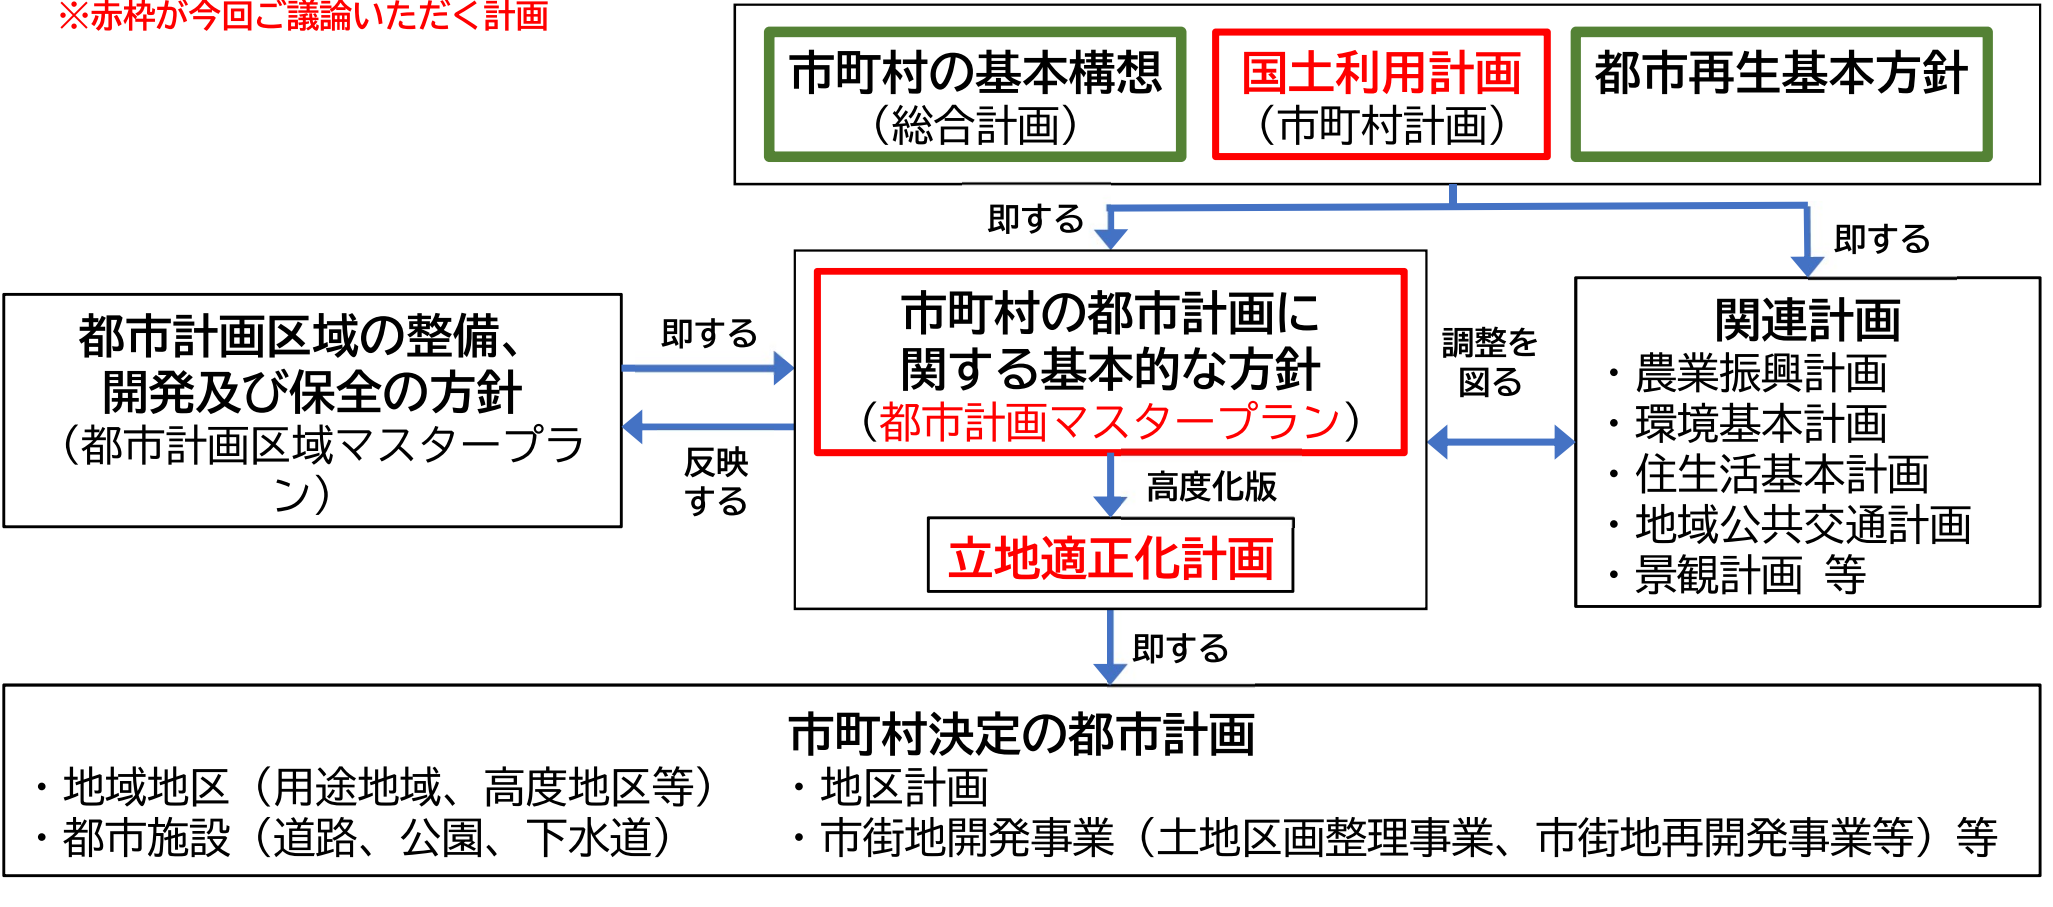 ※赤枠が今回ご議論いただく計画
市町村の基本構想
（総合計画）
国土利用計画
（市町村計画）
都市再生基本方針
即する
即する
都市計画区域の整備、
開発及び保全の方針
（都市計画区域マスタープラ
ン）
即する
反映
する
市町村の都市計画に
関する基本的な方針
（都市計画マスタープラン）
高度化版
立地適正化計画
調整を
図る
関連計画
・農業振興計画
・環境基本計画
・住生活基本計画
・地域公共交通計画
・景観計画 等
即する
市町村決定の都市計画
・地域地区（用途地域、高度地区等）
・都市施設（道路、公園、下水道）
・地区計画
・市街地開発事業（土地区画整理事業、市街地再開発事業等）等